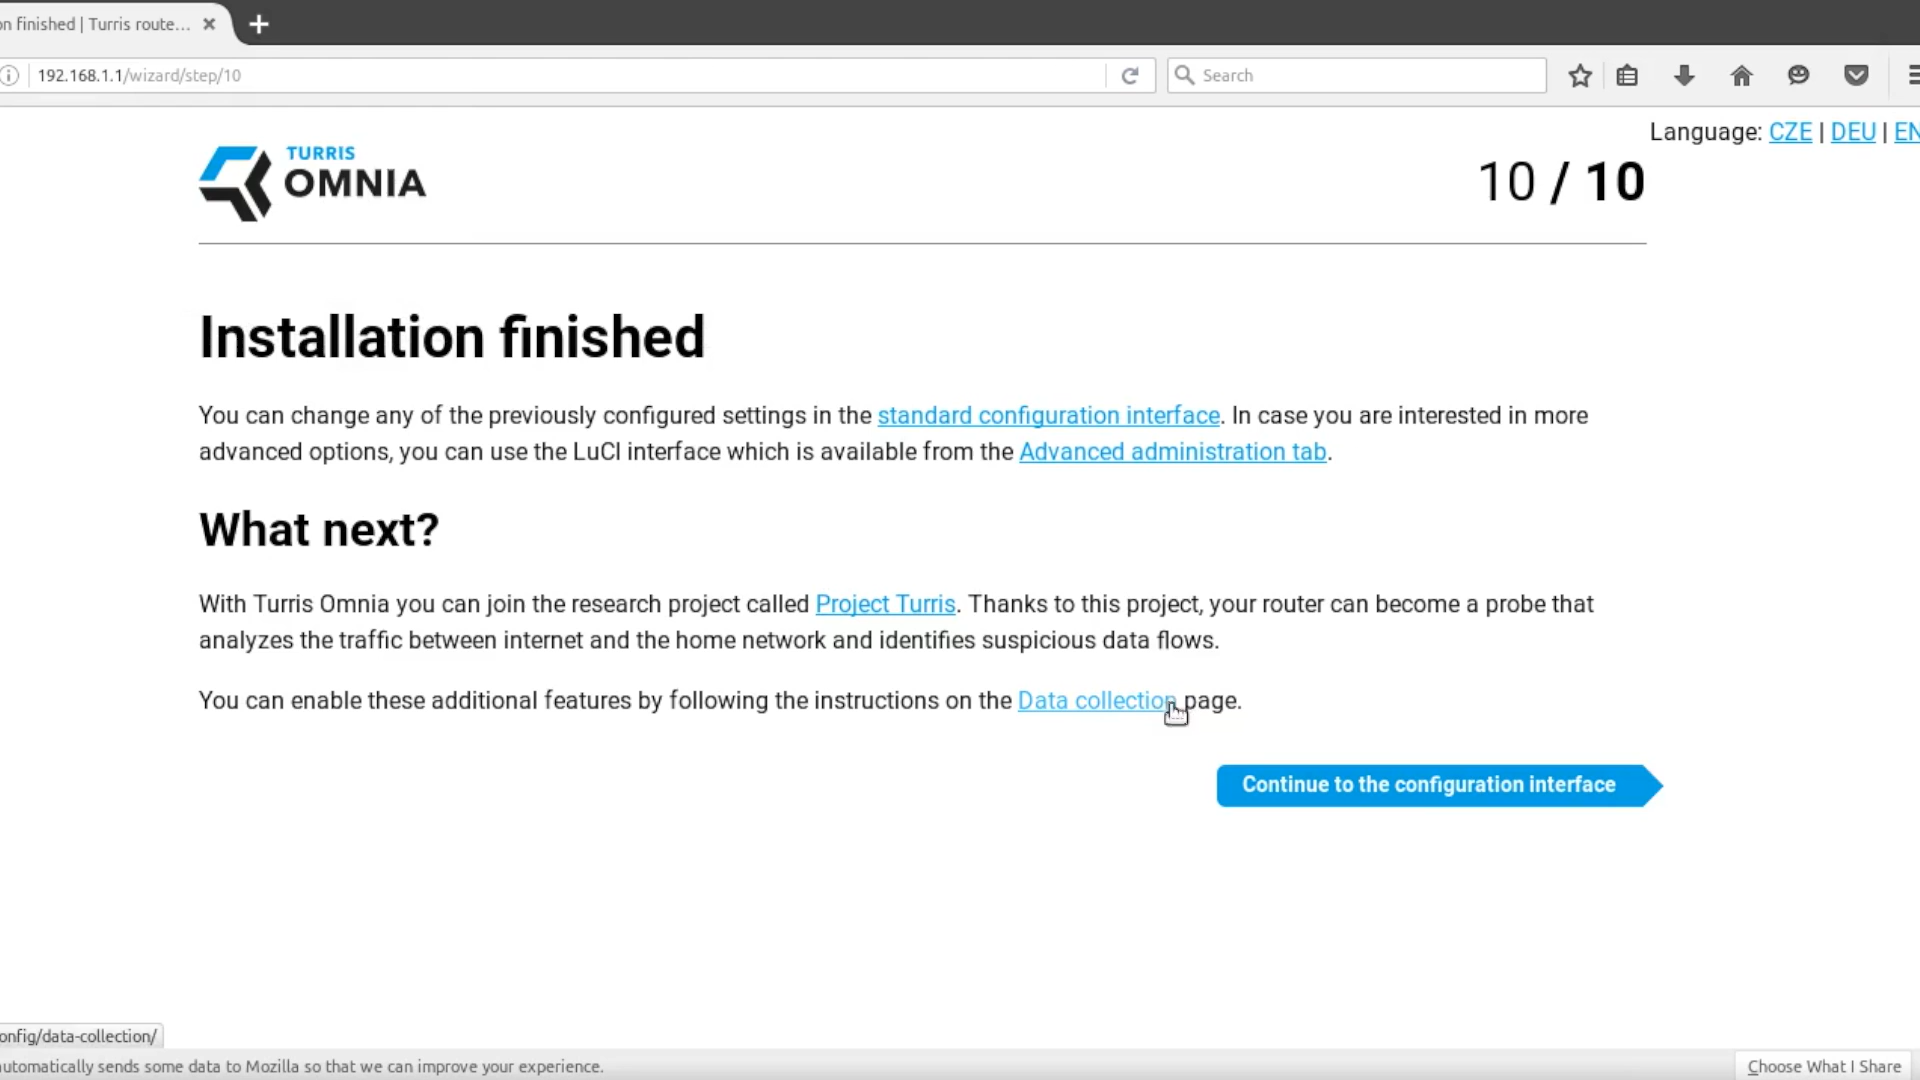 on finished | Turris route...
192.168.1.1/wizard/step/10
Search
Language: CZE | DEU | EN
TURRIS
OMNIA
10 / 10
Installation finished
You can change any of the previously configured settings in the standard configuration interface. In case you are interested in more
advanced options, you can use the LuCI interface which is available from the Advanced administration tab.
What next?
With Turris Omnia you can join the research project called Project Turris. Thanks to this project, your router can become a probe that
analyzes the traffic between internet and the home network and identifies suspicious data flows.
You can enable these additional features by following the instructions on the Data collection page.
Continue to the configuration interface
onfig/data-collection/
automatically sends some data to Mozilla so that we can improve your experience.
Choose What I Share